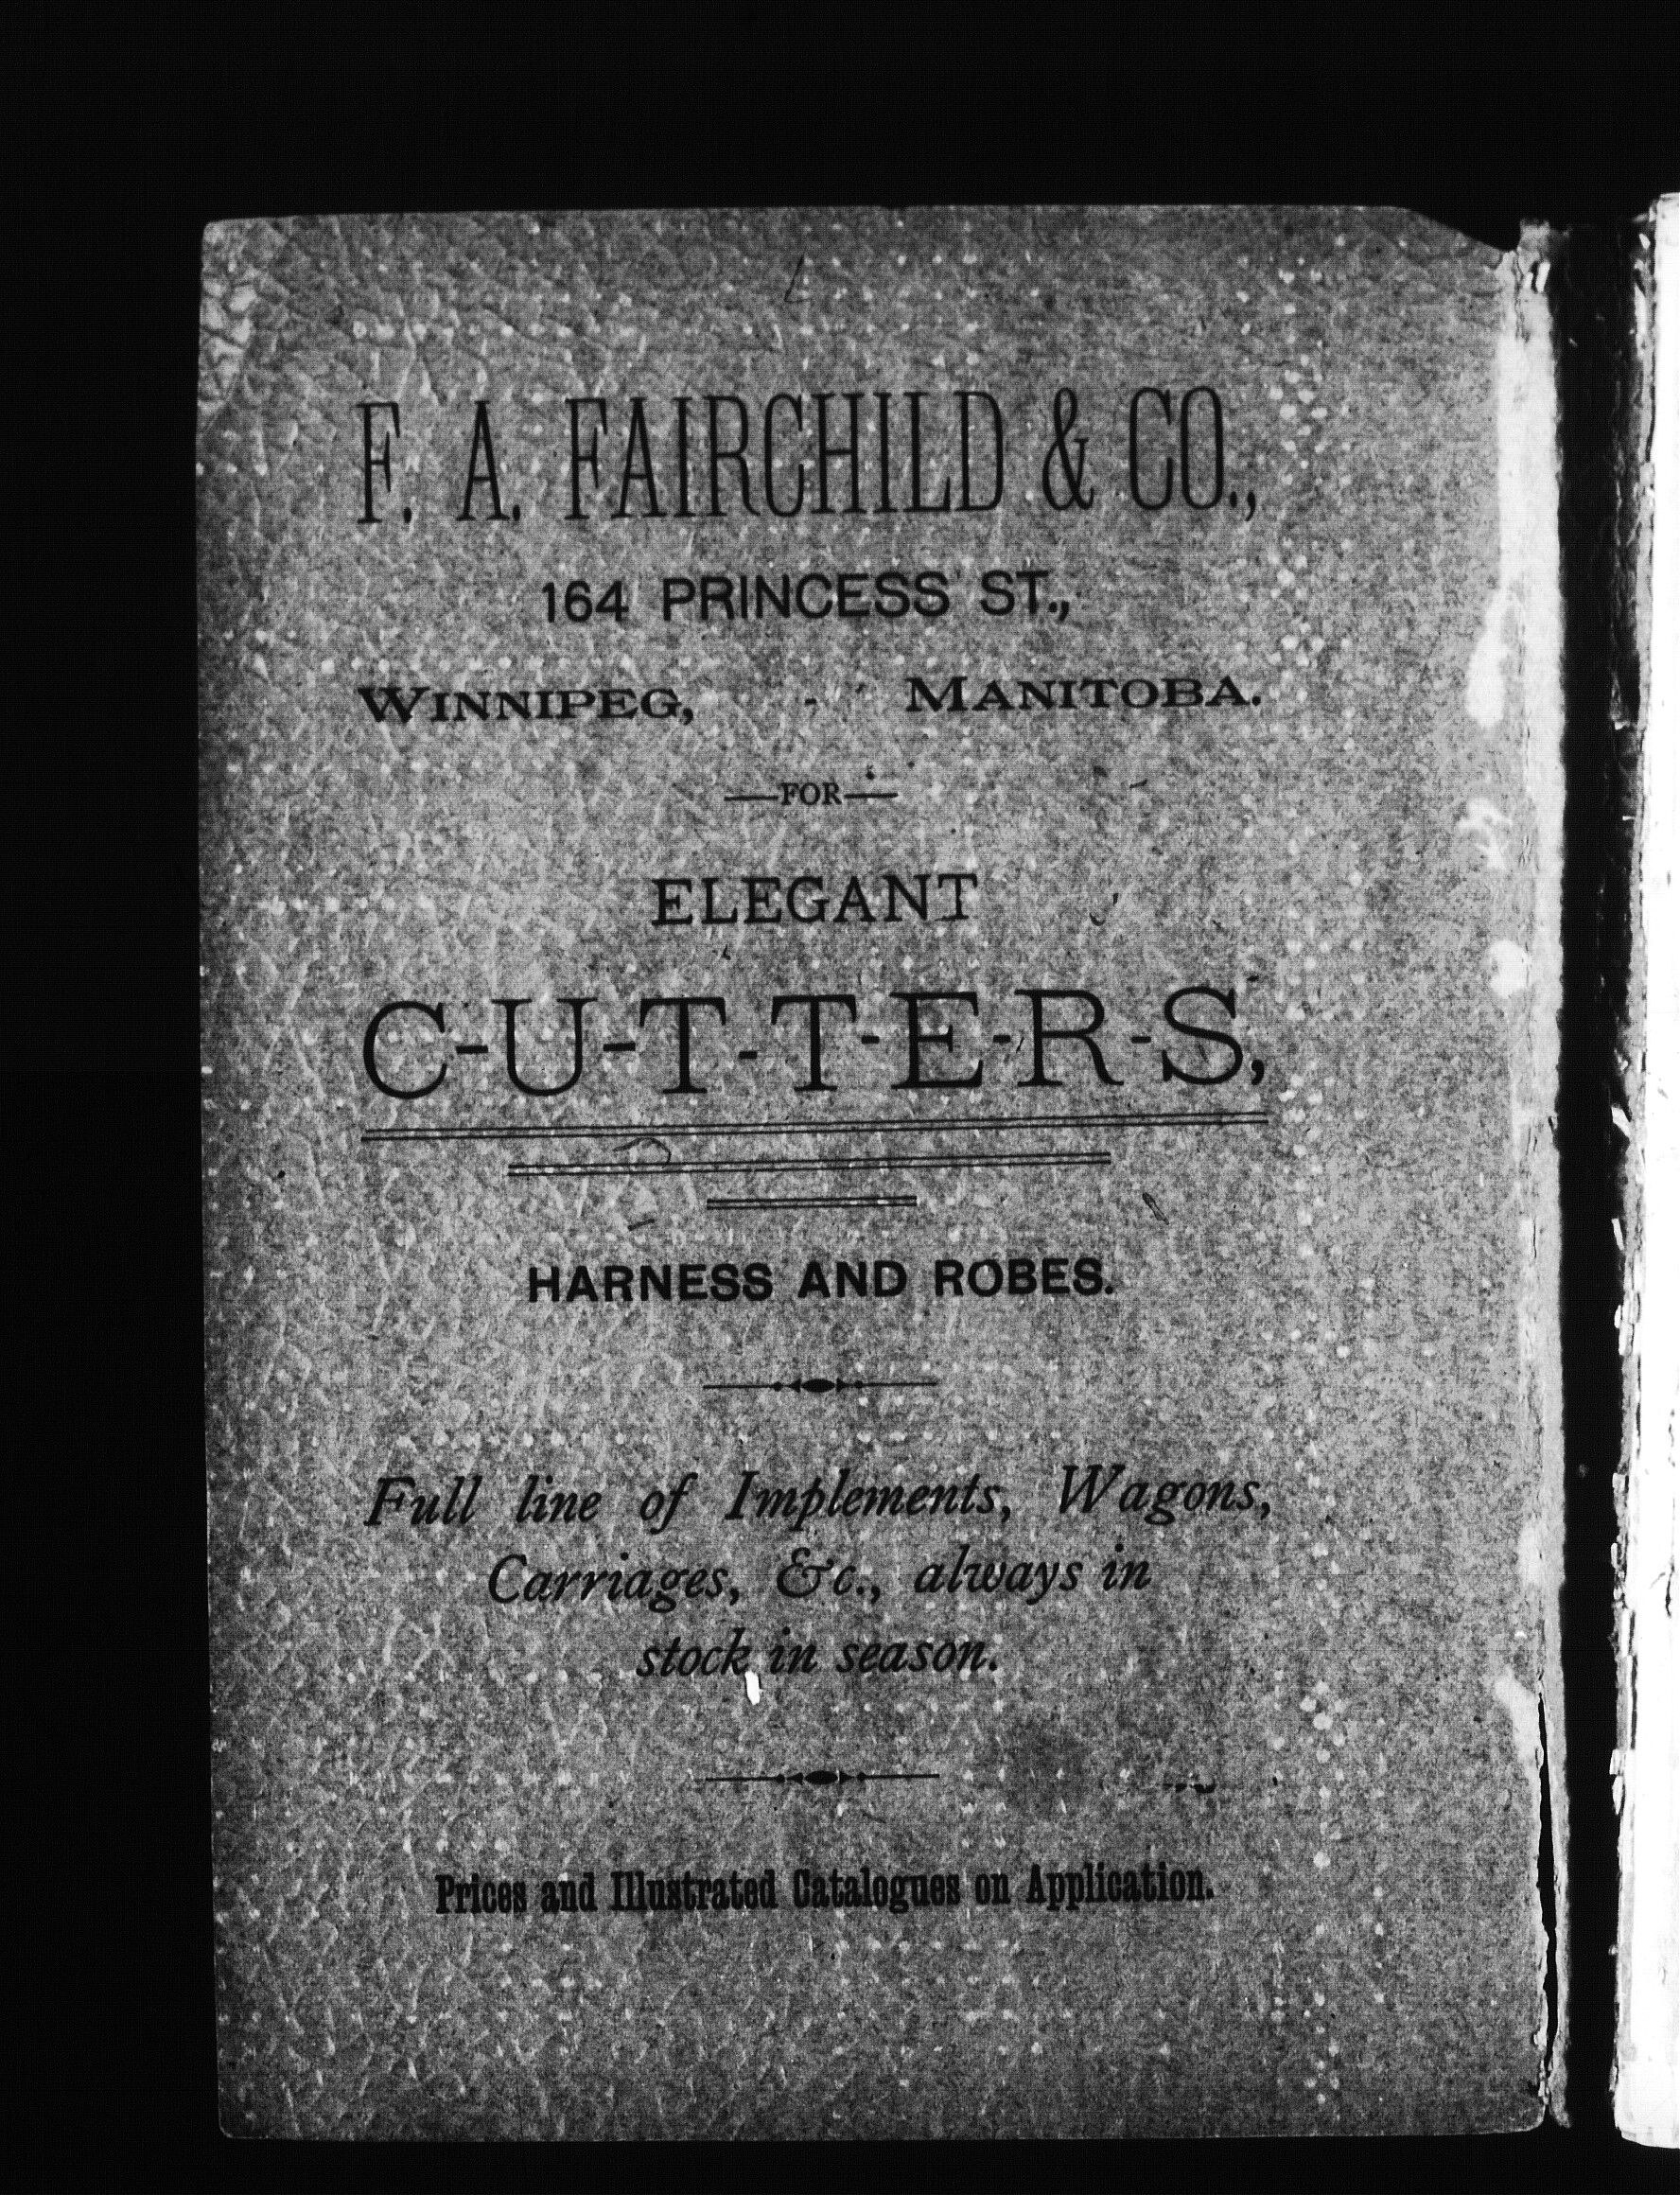 F. A. FAIRCHILD & CO.,
164 PRINCESS ST.,
WINNIPEG, - MANITOBA.
—FOR—
ELEGANT
C-U-T-T-E-R-S,
HARNESS AND ROBES.
Full line of Implements, Wagons,
Carriages, &c., always in
stock in season.
Prices and Illustrated Catalogues on Application.